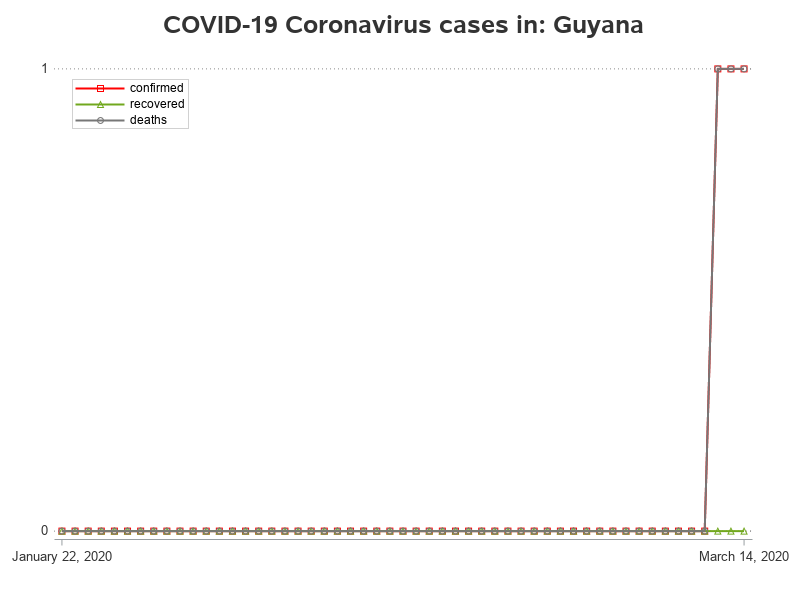 COVID-19 Coronavirus cases in: Guyana
1
confirmed
recovered
deaths
0
January 22, 2020
March 14, 2020